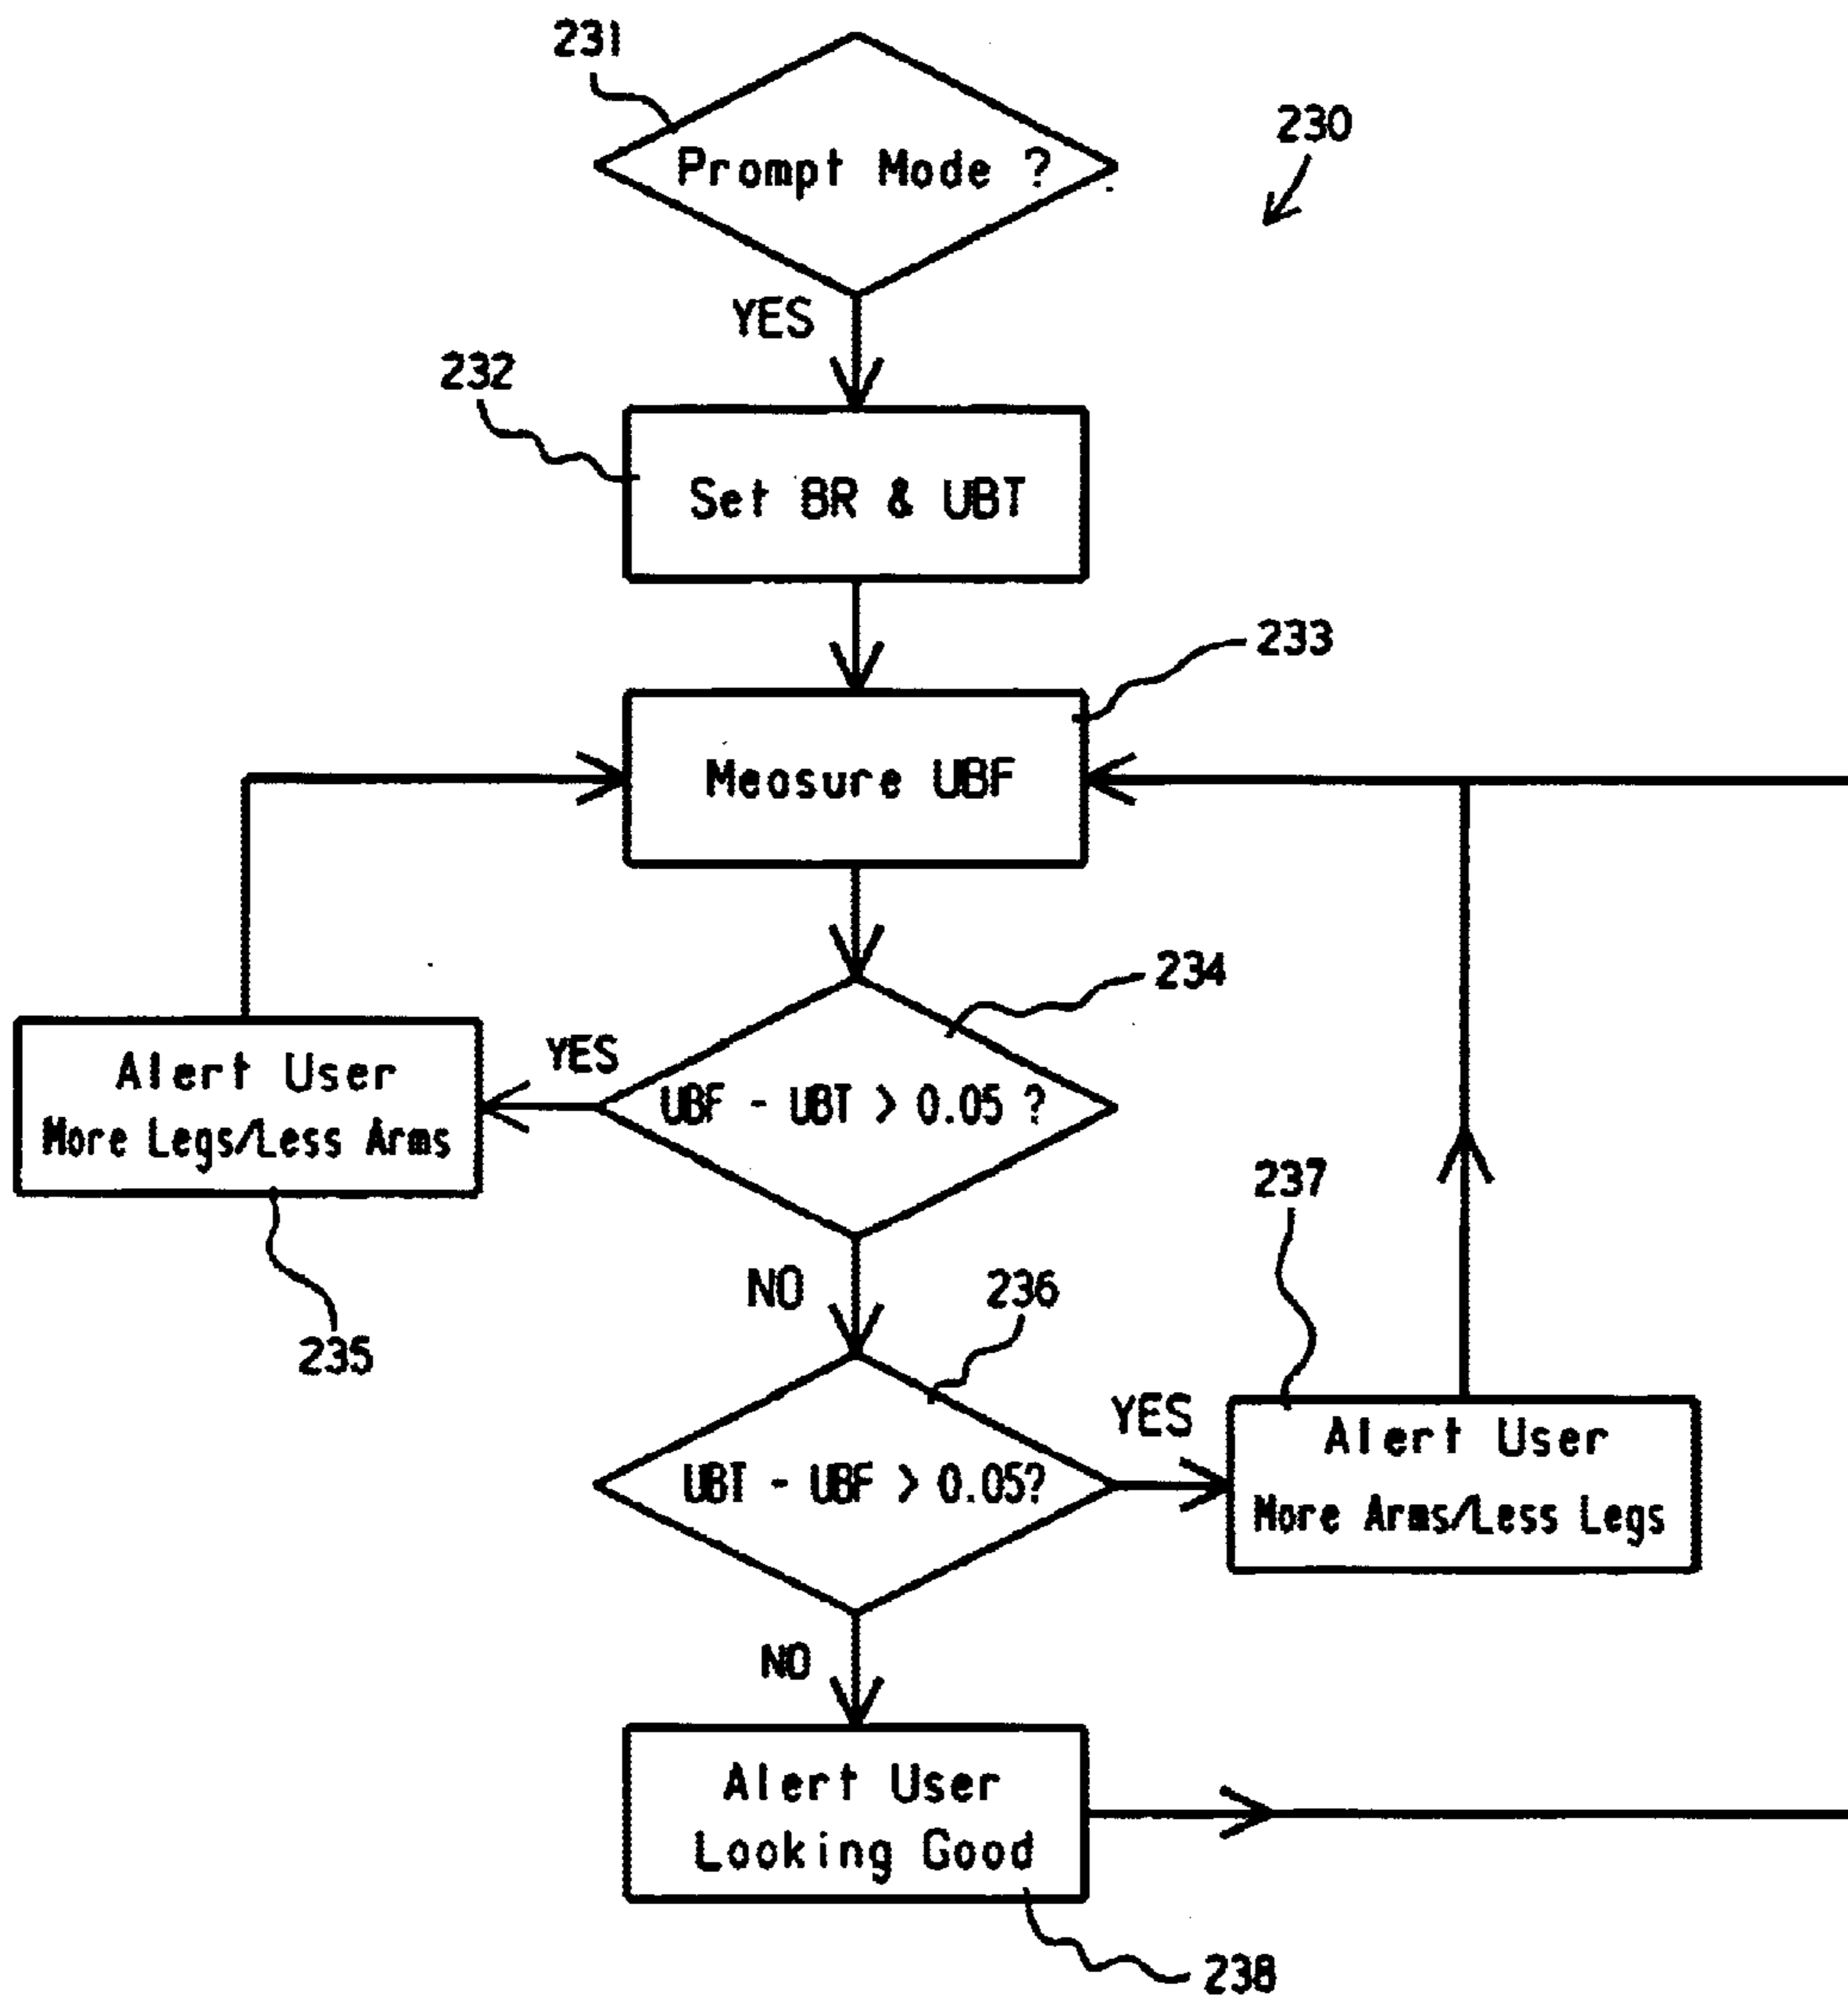 231
Prompt Mode ?
230
YES
232
Set BR & UBT
233
Measure UBF
234
YES
UBF - UBT > 0.05 ?
Alert User
More Legs/Less Arms
235
NO
236
237
YES
UBT - UBF > 0.05?
Alert User
More Arms/Less Legs
NO
Alert User
Looking Good
238